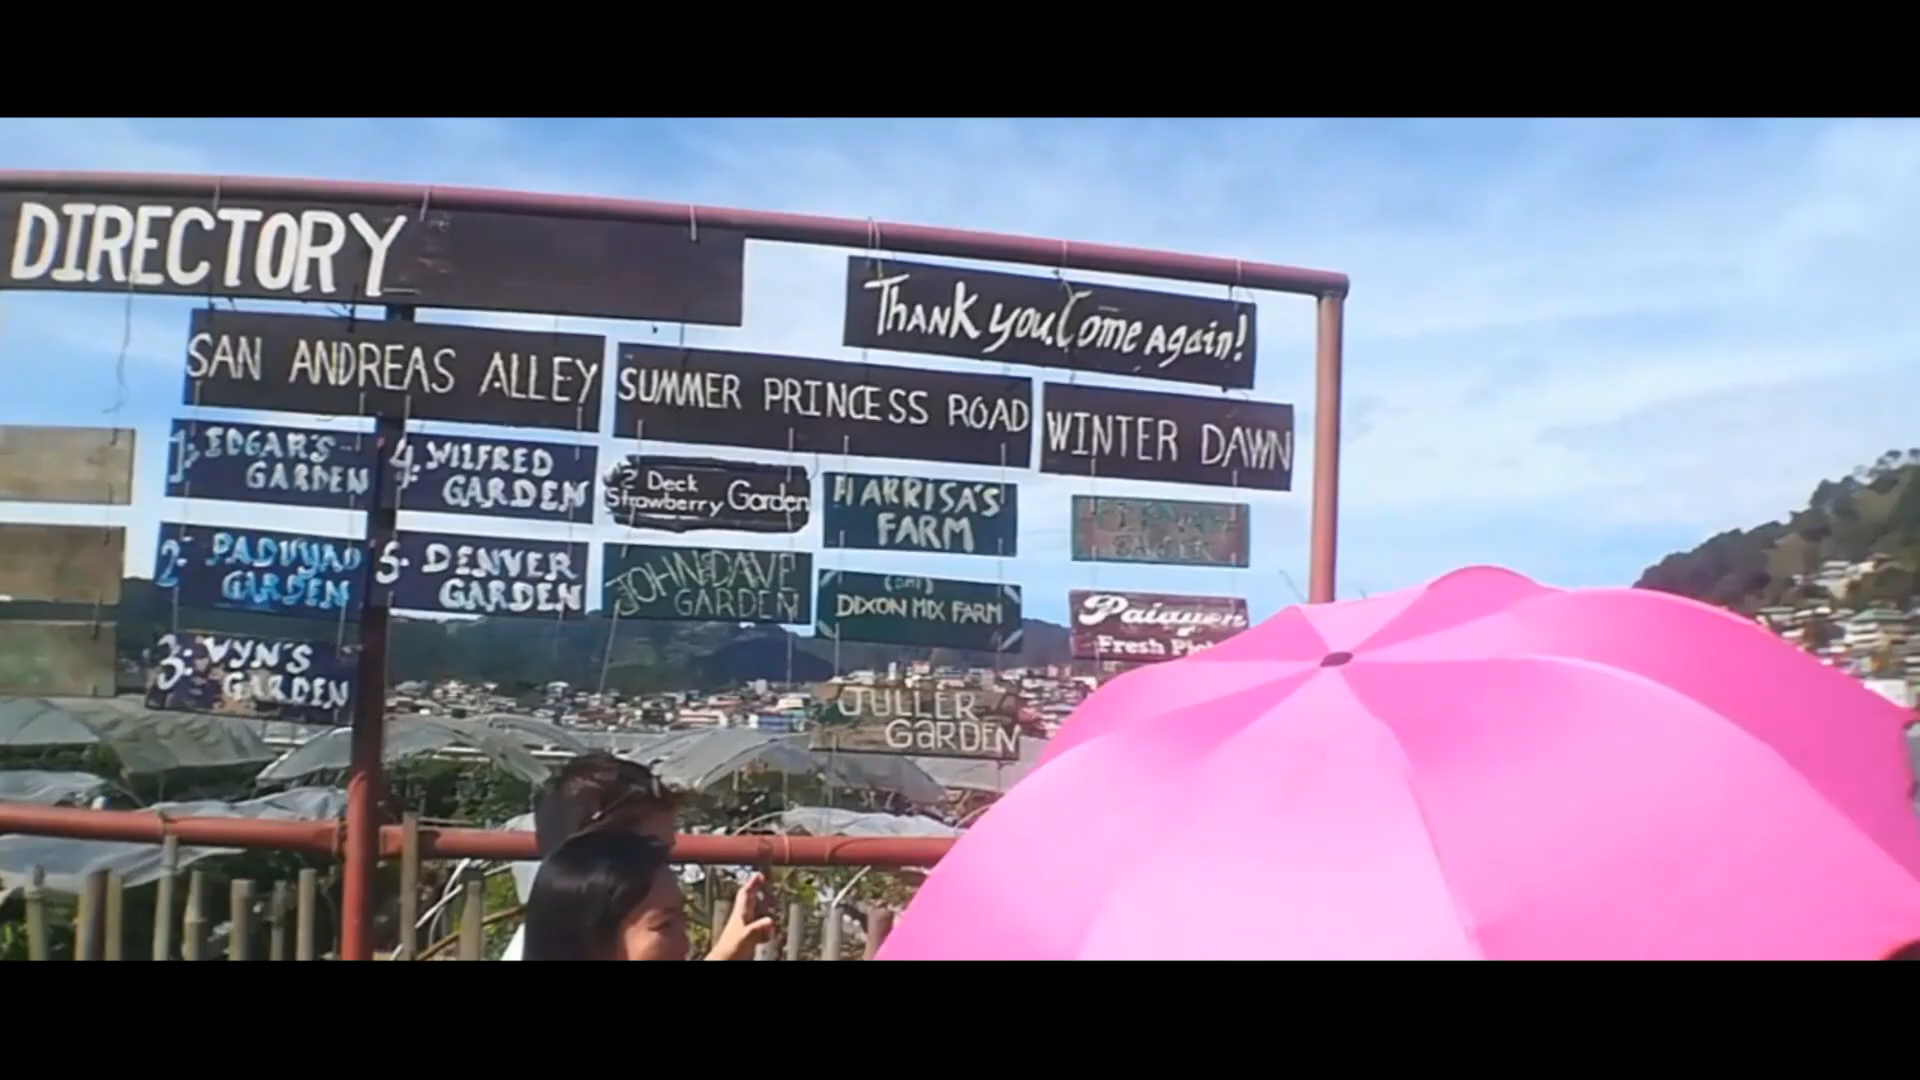 DIRECTORY
Thank you. Come Again!
SAN ANDREAS ALLEY
SUMMER PRINCESS ROAD
WINTER DAWN
1. EDGAR'S
GARDEN
4. WILFRED
GARDEN
2 Deck
Strawberry Garden
HARRISA'S
FARM
2. PADUYAO
GARDEN
5. DENVER
GARDEN
JOHN DAVE
GARDEN
DIXON MIX FARM
Fresh
3. WYN'S
GARDEN
JULLER
GaRDEN